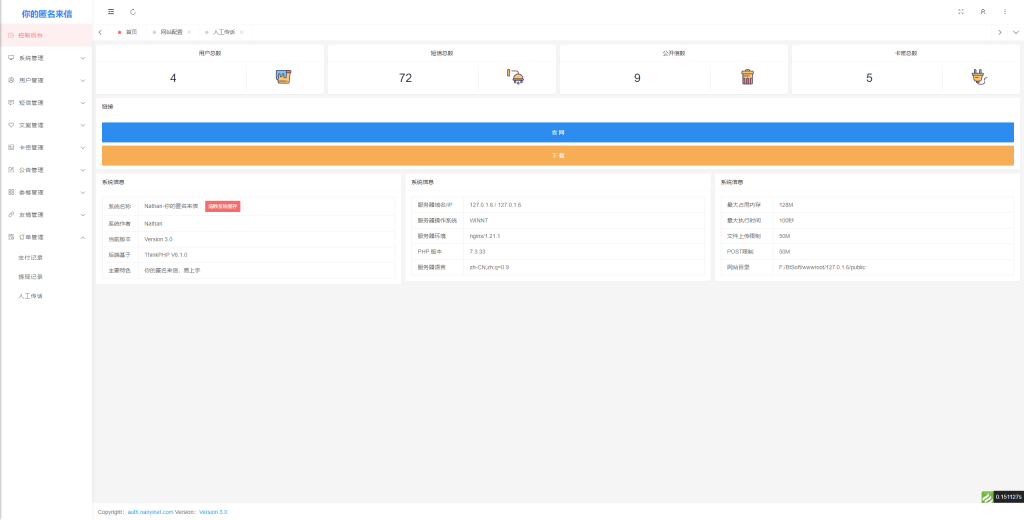 你的匿名来信
控制后台
系统管理
用户管理
短信管理
文案管理
卡密管理
公告管理
套餐管理
友链管理
订单管理
支付记录
提现记录
人工传话
首页
网站配置
人工传话
用户总数
4
短信总数
72
公开信数
9
卡密总数
5
链接
官 网
下 载
系统信息
系统名称 Nathan-你的匿名来信 清除系统缓存
系统作者 Nathan
当前版本 Version 3.0
后端基于 ThinkPHP V6.1.0
主要特色 你的匿名来信，易上手
系统信息
服务器域名/IP 127.0.1.6 / 127.0.1.6
服务器操作系统 WINNT
服务器环境 nginx/1.21.1
PHP 版本 7.3.33
服务器语言 zh-CN,zh;q=0.9
系统信息
最大占用内存 128M
最大执行时间 100秒
文件上传限制 50M
POST限制 50M
网站目录 F:/BtSoft/wwwroot/127.0.1.6/public
Copyright：auth.nanyinet.com Version：Version 3.0
0.151127s